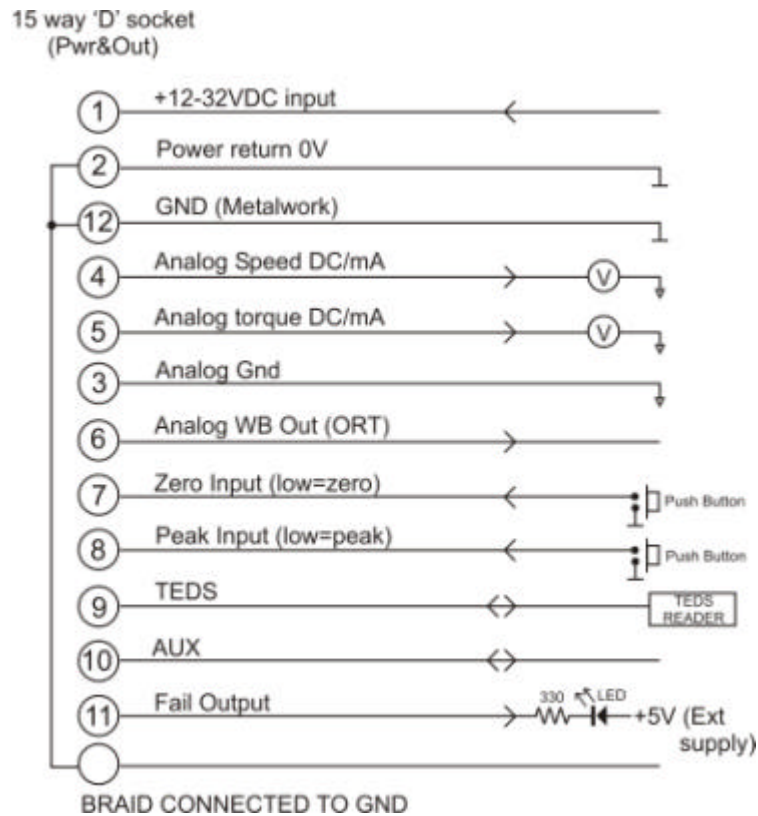 15 way 'D' socket
(Pwr&Out)
1 +12-32VDC input
2 Power return 0V
12 GND (Metalwork)
4 Analog Speed DC/mA V
5 Analog torque DC/mA V
3 Analog Gnd
6 Analog WB Out (ORT)
7 Zero Input (low=zero) Push Button
8 Peak Input (low=peak) Push Button
9 TEDS TEDS
READER
10 AUX
11 Fail Output 330 LED +5V (Ext
supply)
BRAID CONNECTED TO GND